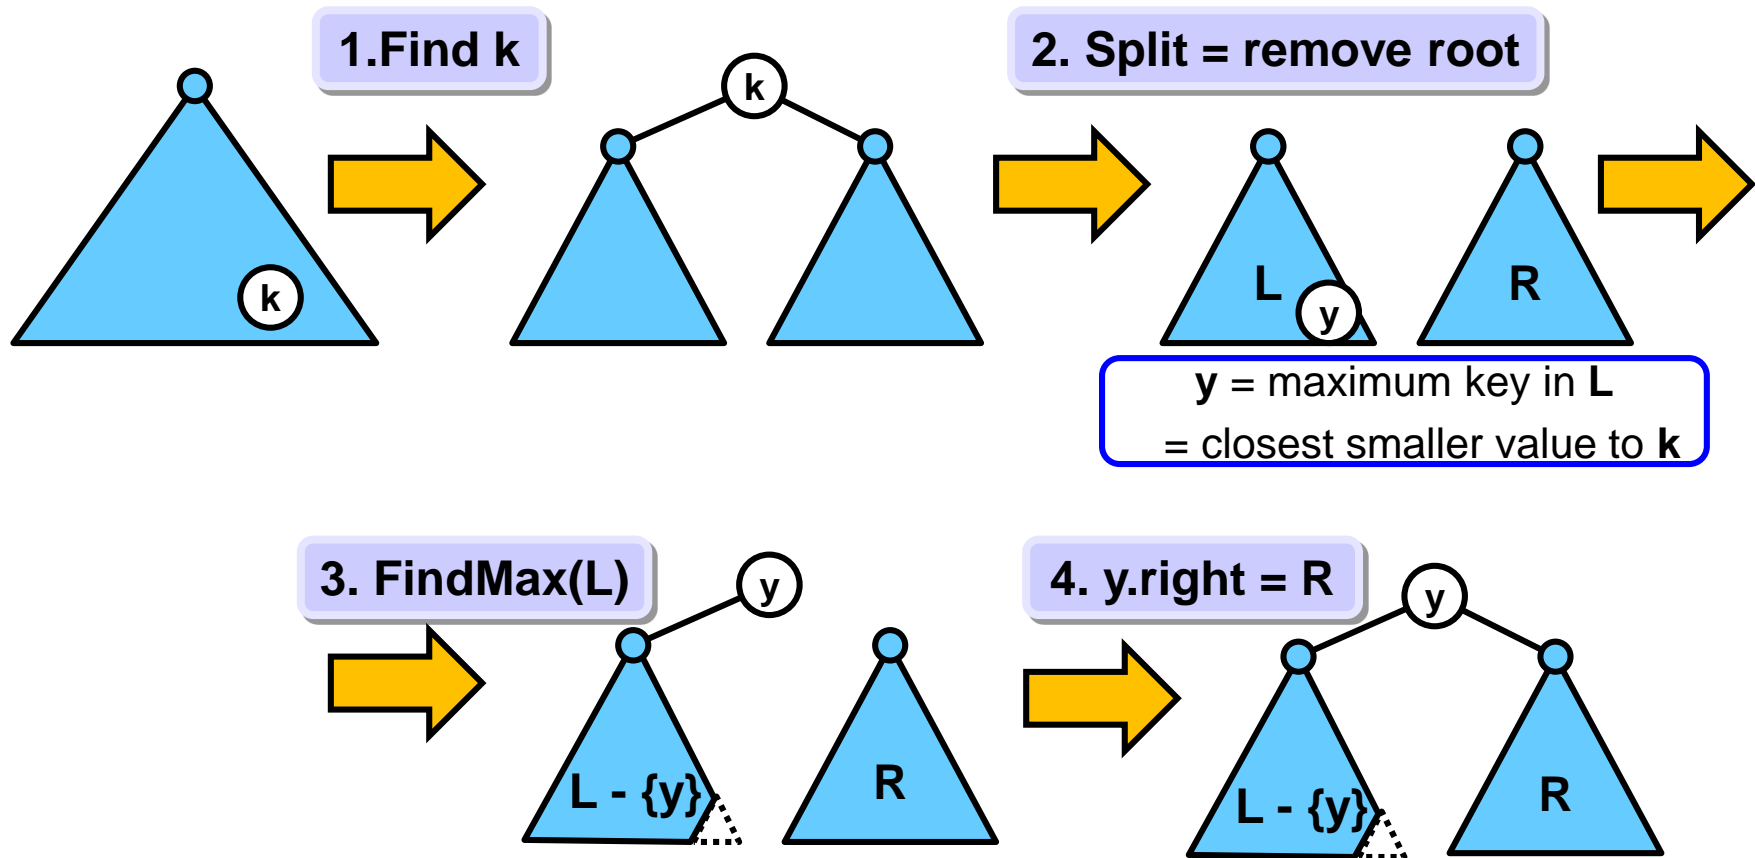 1.Find k
2. Split = remove root
k
k
L
y
R
y = maximum key in L
= closest smaller value to k
3. FindMax(L)
y
4. y.right = R
y
L - {y}
R
L - {y}
R